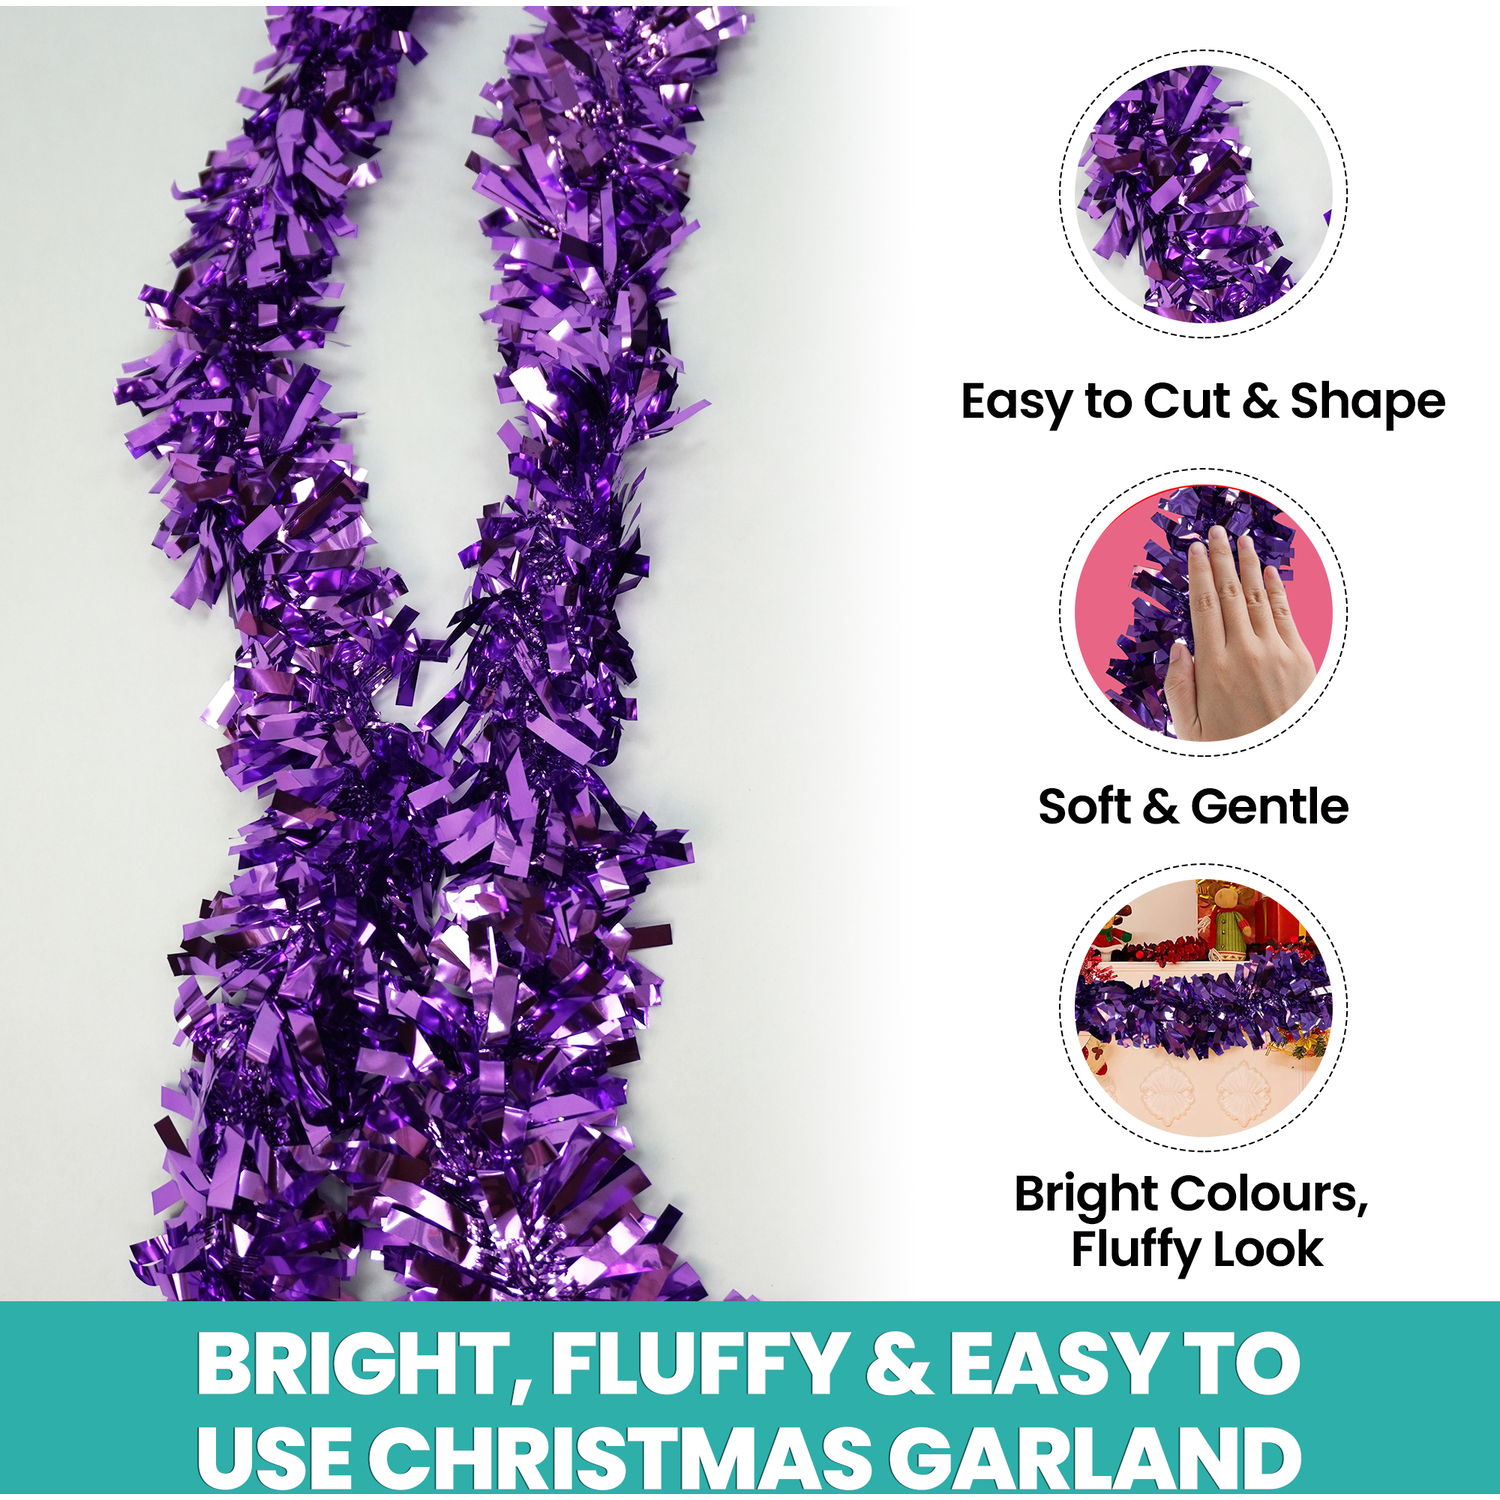 Easy to Cut & Shape
Soft & Gentle
Bright Colours,
Fluffy Look
BRIGHT, FLUFFY & EASY TO
USE CHRISTMAS GARLAND